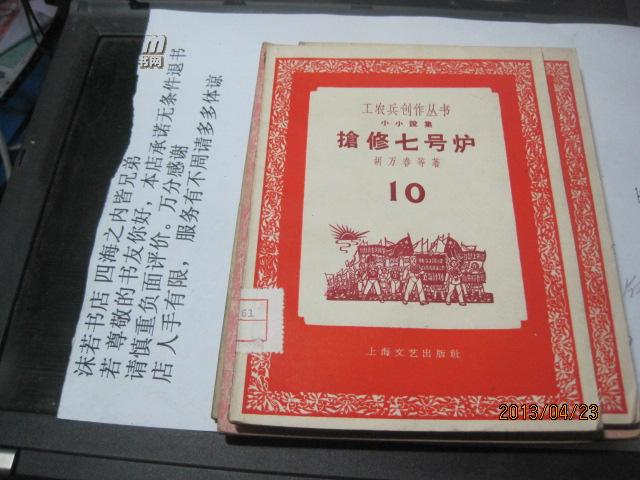 工农兵创作丛书
小小說集
搶修七号炉
胡万春等著
10
上海文艺出版社
61
沫若书店 四海之内皆兄弟
若 尊敬的书友你好，本店承诺无条件退书
请慎重负面评价。万分感谢
店 人手有限， 服务有不周请多多体谅
书网
2013/04/23